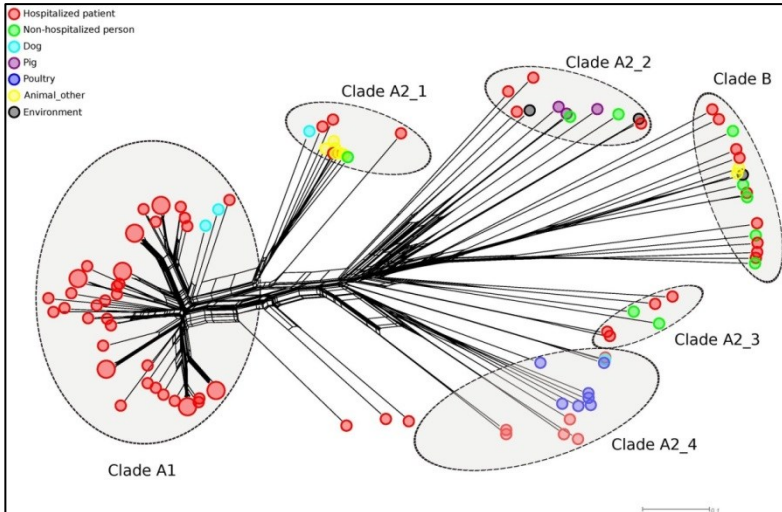 Hospitalized patient
Non-hospitalized person
Dog
Pig
Poultry
Animal_other
Environment
Clade A2_1
Clade A2_2
Clade B
Clade A2_3
Clade A2_4
Clade A1